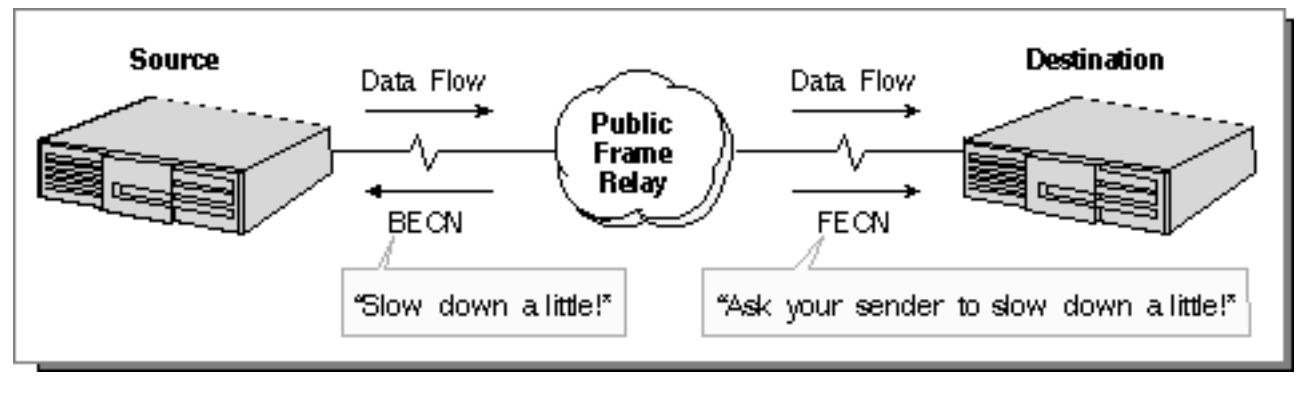 Source
Destination
Data Flow
Data Flow
Public
Frame
Relay
BECN
FECN
“Slow down a little!”
“Ask your sender to slow down a little!”